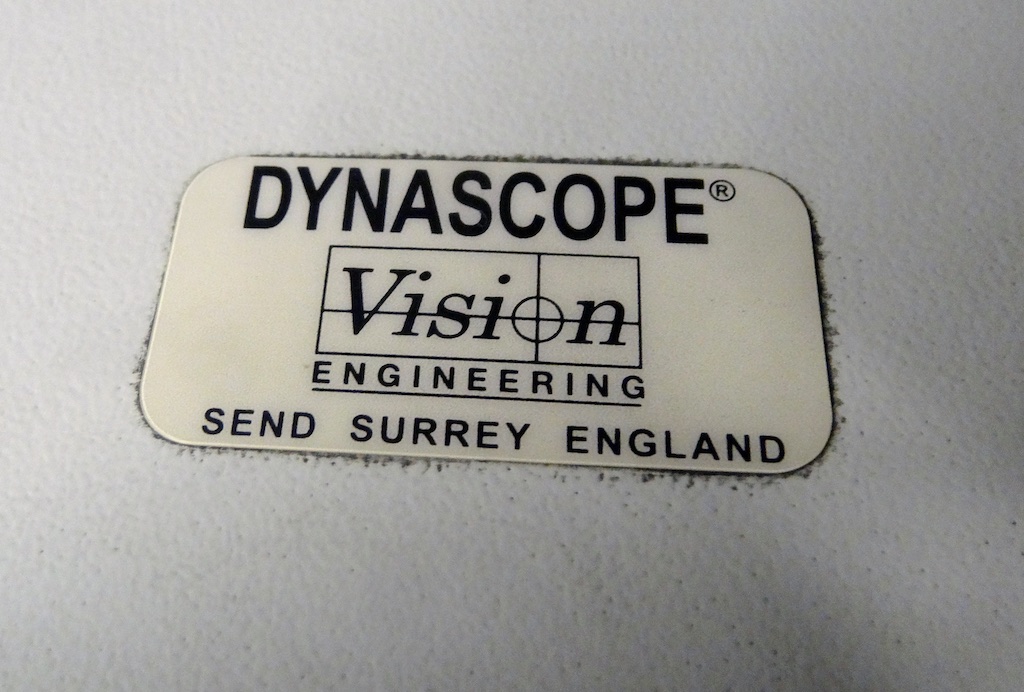 DYNASCOPE®
Vision
ENGINEERING
SEND SURREY ENGLAND